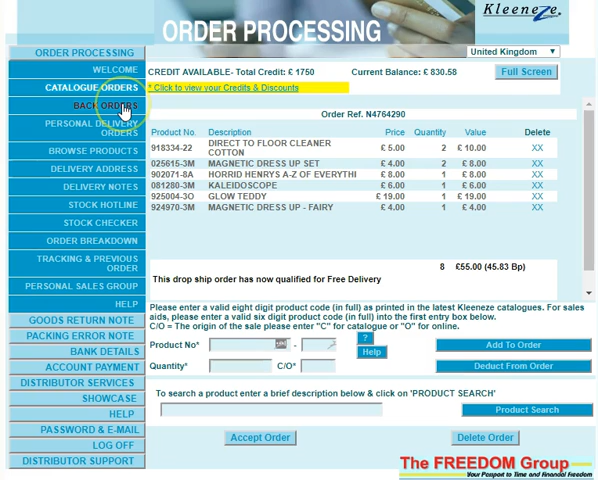 ORDER PROCESSING
Kleeneze.
ORDER PROCESSING
United Kingdom
WELCOME
CATALOGUE ORDERS
BACK ORDERS
PERSONAL DELIVERY
ORDERS
BROWSE PRODUCTS
DELIVERY ADDRESS
DELIVERY NOTES
STOCK HOTLINE
STOCK CHECKER
ORDER BREAKDOWN
TRACKING & PREVIOUS
ORDER
PERSONAL SALES GROUP
HELP
GOODS RETURN NOTE
PACKING ERROR NOTE
BANK DETAILS
ACCOUNT PAYMENT
DISTRIBUTOR SERVICES
SHOWCASE
HELP
PASSWORD & E-MAIL
LOG OFF
DISTRIBUTOR SUPPORT
CREDIT AVAILABLE- Total Credit: £ 1750 Current Balance: £ 830.58 Full Screen
* Click to view your Credits & Discounts
Order Ref. N4764290
Product No. Description Price Quantity Value Delete
918334-22 DIRECT TO FLOOR CLEANER COTTON £ 5.00 2 £ 10.00 XX
025615-3M MAGNETIC DRESS UP SET £ 4.00 2 £ 8.00 XX
902071-8A HORRID HENRYS A-Z OF EVERYTHI £ 8.00 1 £ 8.00 XX
081280-3M KALEIDOSCOPE £ 6.00 1 £ 6.00 XX
925004-3O GLOW TEDDY £ 19.00 1 £ 19.00 XX
924970-3M MAGNETIC DRESS UP - FAIRY £ 4.00 1 £ 4.00 XX
8 £55.00 (45.83 Bp)
This drop ship order has now qualified for Free Delivery
Please enter a valid eight digit product code (in full) as printed in the latest Kleeneze catalogues. For sales
aids, please enter a valid six digit product code (in full) into the first entry box below.
C/O = The origin of the sale please enter "C" for catalogue or "O" for online.
Product No* - ? Add To Order
Help
Quantity* C/O* Deduct From Order
To search a product enter a brief description below & click on 'PRODUCT SEARCH'
Product Search
Accept Order Delete Order
The FREEDOM Group
Your Passport to Time and Financial Freedom